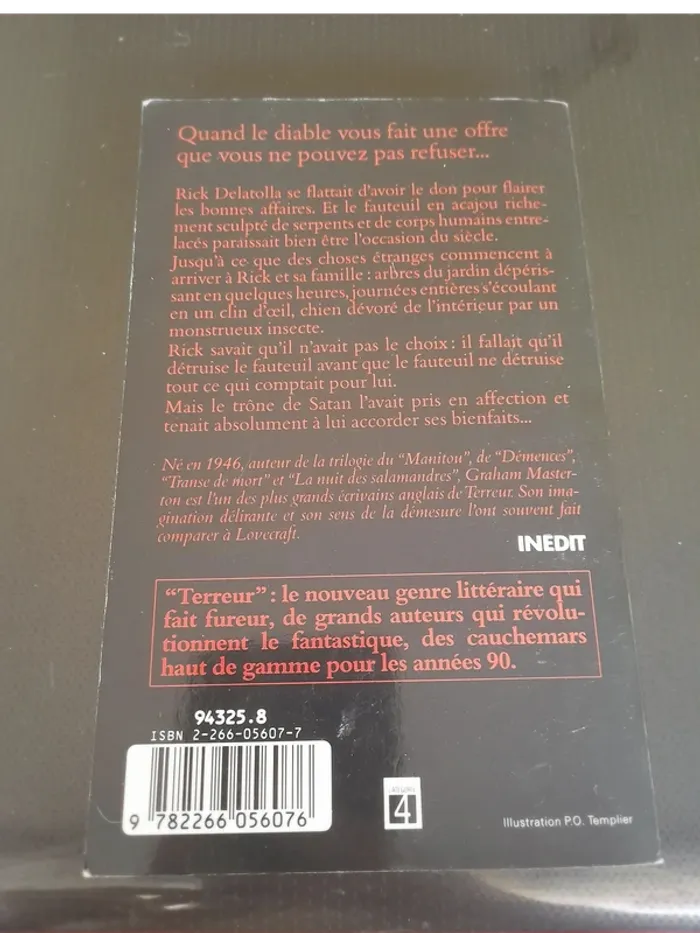 Quand le diable vous fait une offre
que vous ne pouvez pas refuser...
Rick Delatolla se flattait d'avoir le don pour flairer
les bonnes affaires. Et le fauteuil en acajou riche-
ment sculpté de serpents et de corps humains entre-
lacés paraissait bien être l'occasion du siècle.
Jusqu'à ce que des choses étranges commencent à
arriver à Rick et sa famille : arbres du jardin dépéris-
sant en quelques heures, journées entières s'écoulant
en un clin d'œil, chien dévoré de l'intérieur par un
monstrueux insecte.
Rick savait qu'il n'avait pas le choix : il fallait qu'il
détruise le fauteuil avant que le fauteuil ne détruise
tout ce qui comptait pour lui.
Mais le trône de Satan l'avait pris en affection et
tenait absolument à lui accorder ses bienfaits...
Né en 1946, auteur de la trilogie du "Manitou", de "Démences",
"Transe de mort" et "La nuit des salamandres", Graham Master-
ton est l'un des plus grands écrivains anglais de Terreur. Son ima-
gination délirante et son sens de la démesure l'ont souvent fait
comparer à Lovecraft.
INÉDIT
"Terreur" : le nouveau genre littéraire qui
fait fureur, de grands auteurs qui révolu-
tionnent le fantastique, des cauchemars
haut de gamme pour les années 90.
94325.8
ISBN 2-266-05607-7
9 782266 056076
4
Illustration P.O. Templier